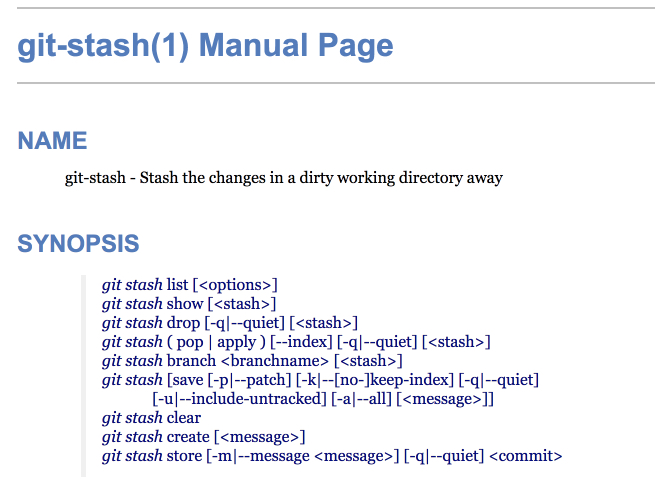 git-stash(1) Manual Page
NAME
git-stash - Stash the changes in a dirty working directory away
SYNOPSIS
git stash list [<options>]
git stash show [<stash>]
git stash drop [-q|--quiet] [<stash>]
git stash ( pop | apply ) [--index] [-q|--quiet] [<stash>]
git stash branch <branchname> [<stash>]
git stash [save [-p|--patch] [-k|--[no-]keep-index] [-q|--quiet]
[-u|--include-untracked] [-a|--all] [<message>]]
git stash clear
git stash create [<message>]
git stash store [-m|--message <message>] [-q|--quiet] <commit>